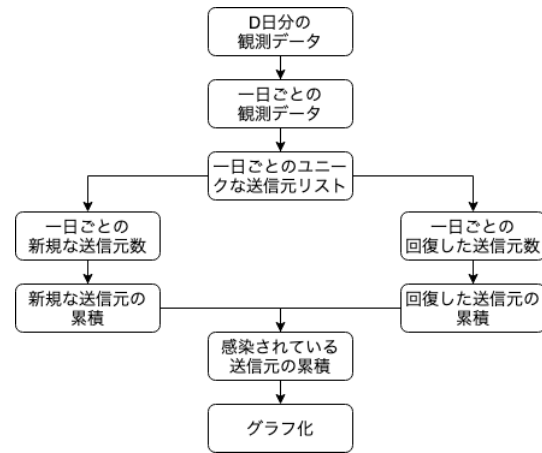 D日分の
観測データ
一日ごとの
観測データ
一日ごとのユニー
クな送信元リスト
一日ごとの
新規な送信元数
一日ごとの
回復した送信元数
新規な送信元の
累積
回復した送信元の
累積
感染されている
送信元の累積
グラフ化